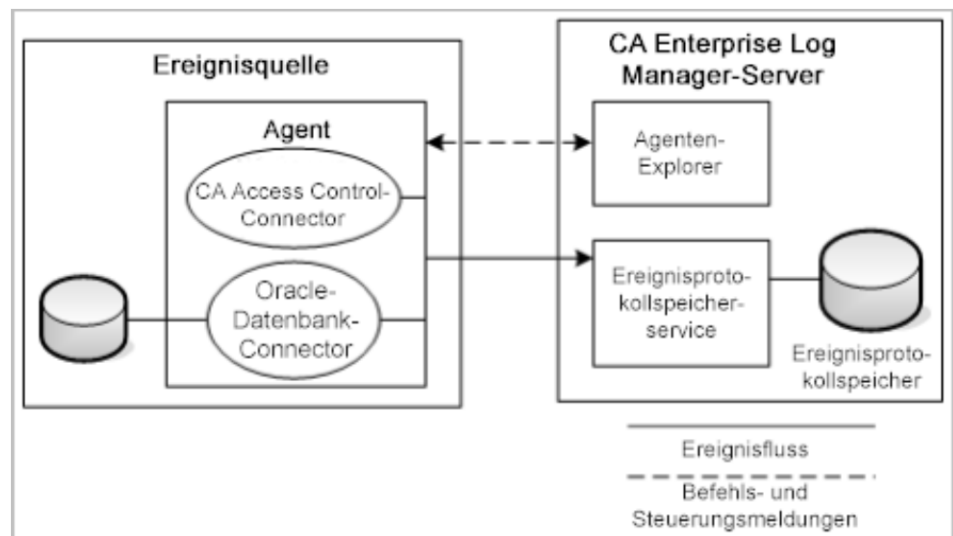 Ereignisquelle
Agent
CA Access Control-
Connector
Oracle-
Datenbank-
Connector
CA Enterprise Log
Manager-Server
Agenten-
Explorer
Ereignisproto-
kollspeicher-
service
Ereignisproto-
kollspeicher
Ereignisfluss
Befehls- und
Steuerungsmeldungen